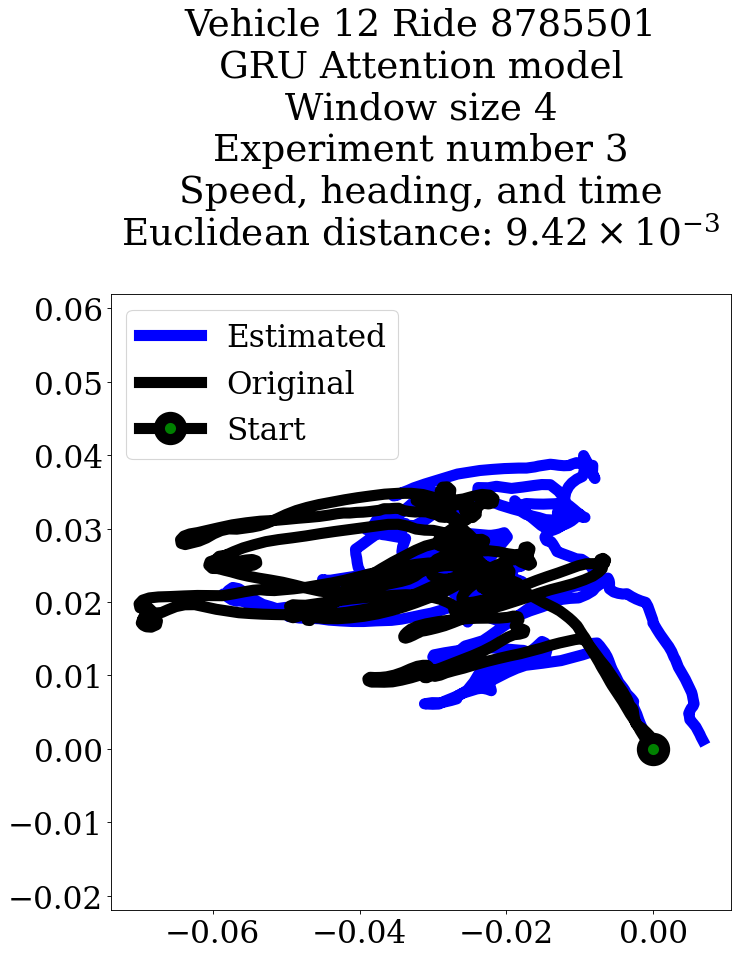 Vehicle 12 Ride 8785501
GRU Attention model
Window size 4
Experiment number 3
Speed, heading, and time
Euclidean distance: 9.42 × 10⁻³
Estimated
Original
Start
0.06
0.05
0.04
0.03
0.02
0.01
0.00
−0.01
−0.02
−0.06
−0.04
−0.02
0.00